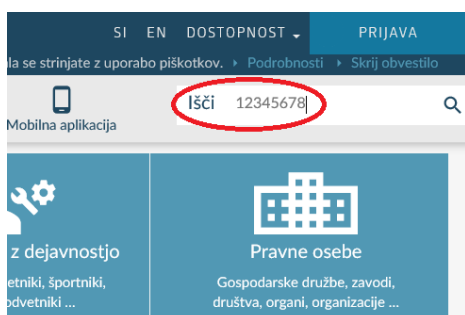 SI EN DOSTOPNOST PRIJAVA
la se strinjate z uporabo piškotkov. Podrobnosti Skrij obvestilo
Išči 12345678
Mobilna aplikacija
z dejavnostjo
etniki, športniki,
odvetniki ...
Pravne osebe
Gospodarske družbe, zavodi,
društva, organi, organizacije ...